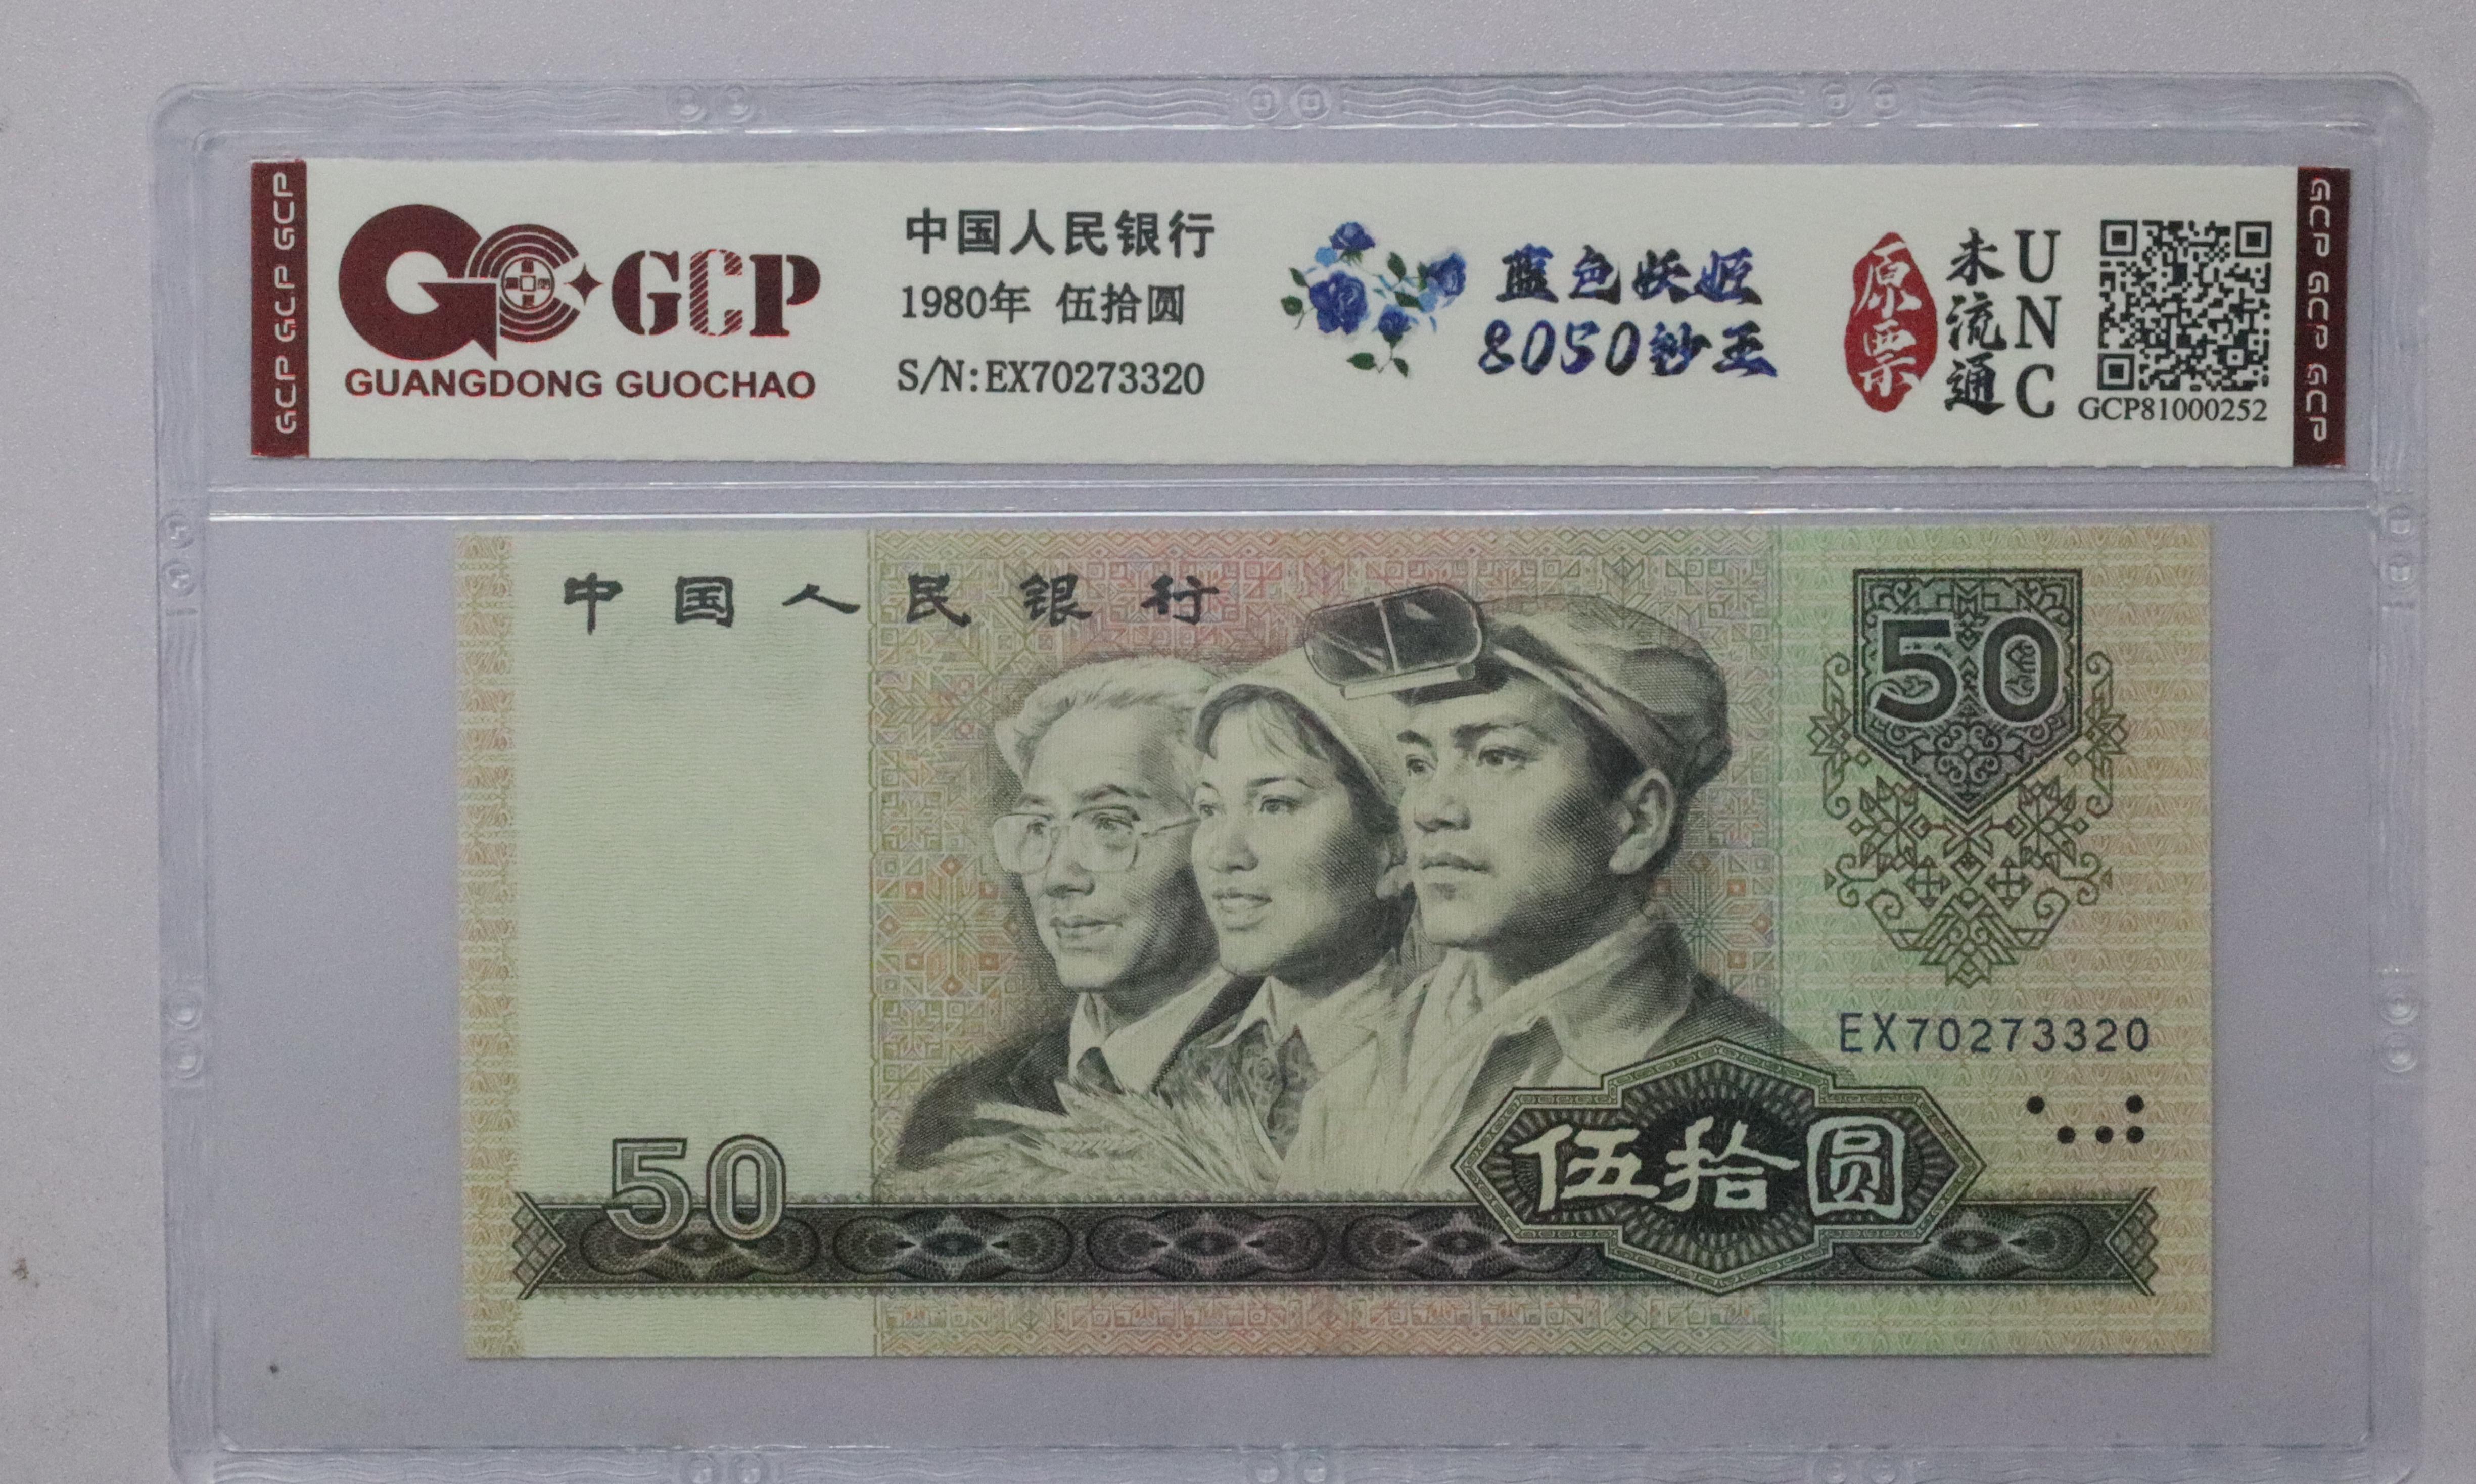 GCP GCP GCP
GCP
GUANGDONG GUOCHAO
中国人民银行
1980年 伍拾圆
S/N:EX70273320
蓝色妖姬
8050钞王
原票
未流通
UNC
GCP81000252
GCP GCP GCP
中国人民银行
50
EX70273320
50
伍拾圆